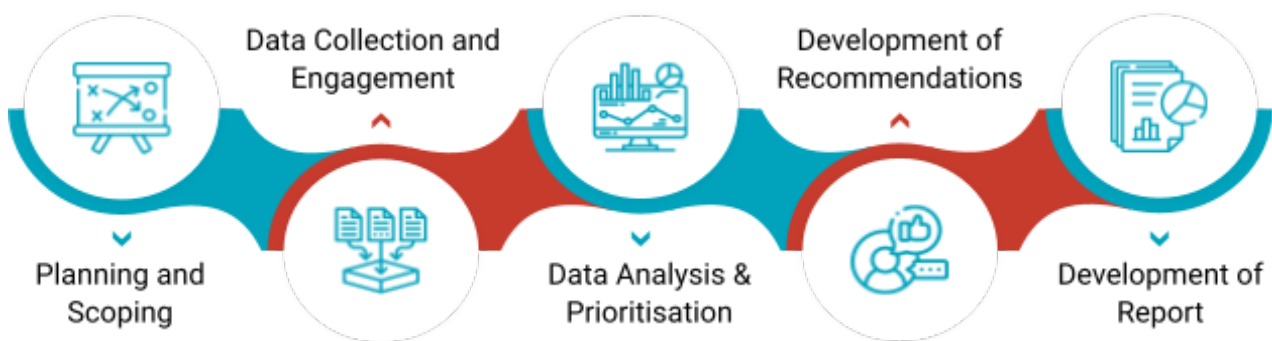 Planning and
Scoping
Data Collection and
Engagement
Data Analysis &
Prioritisation
Development of
Recommendations
Development of
Report